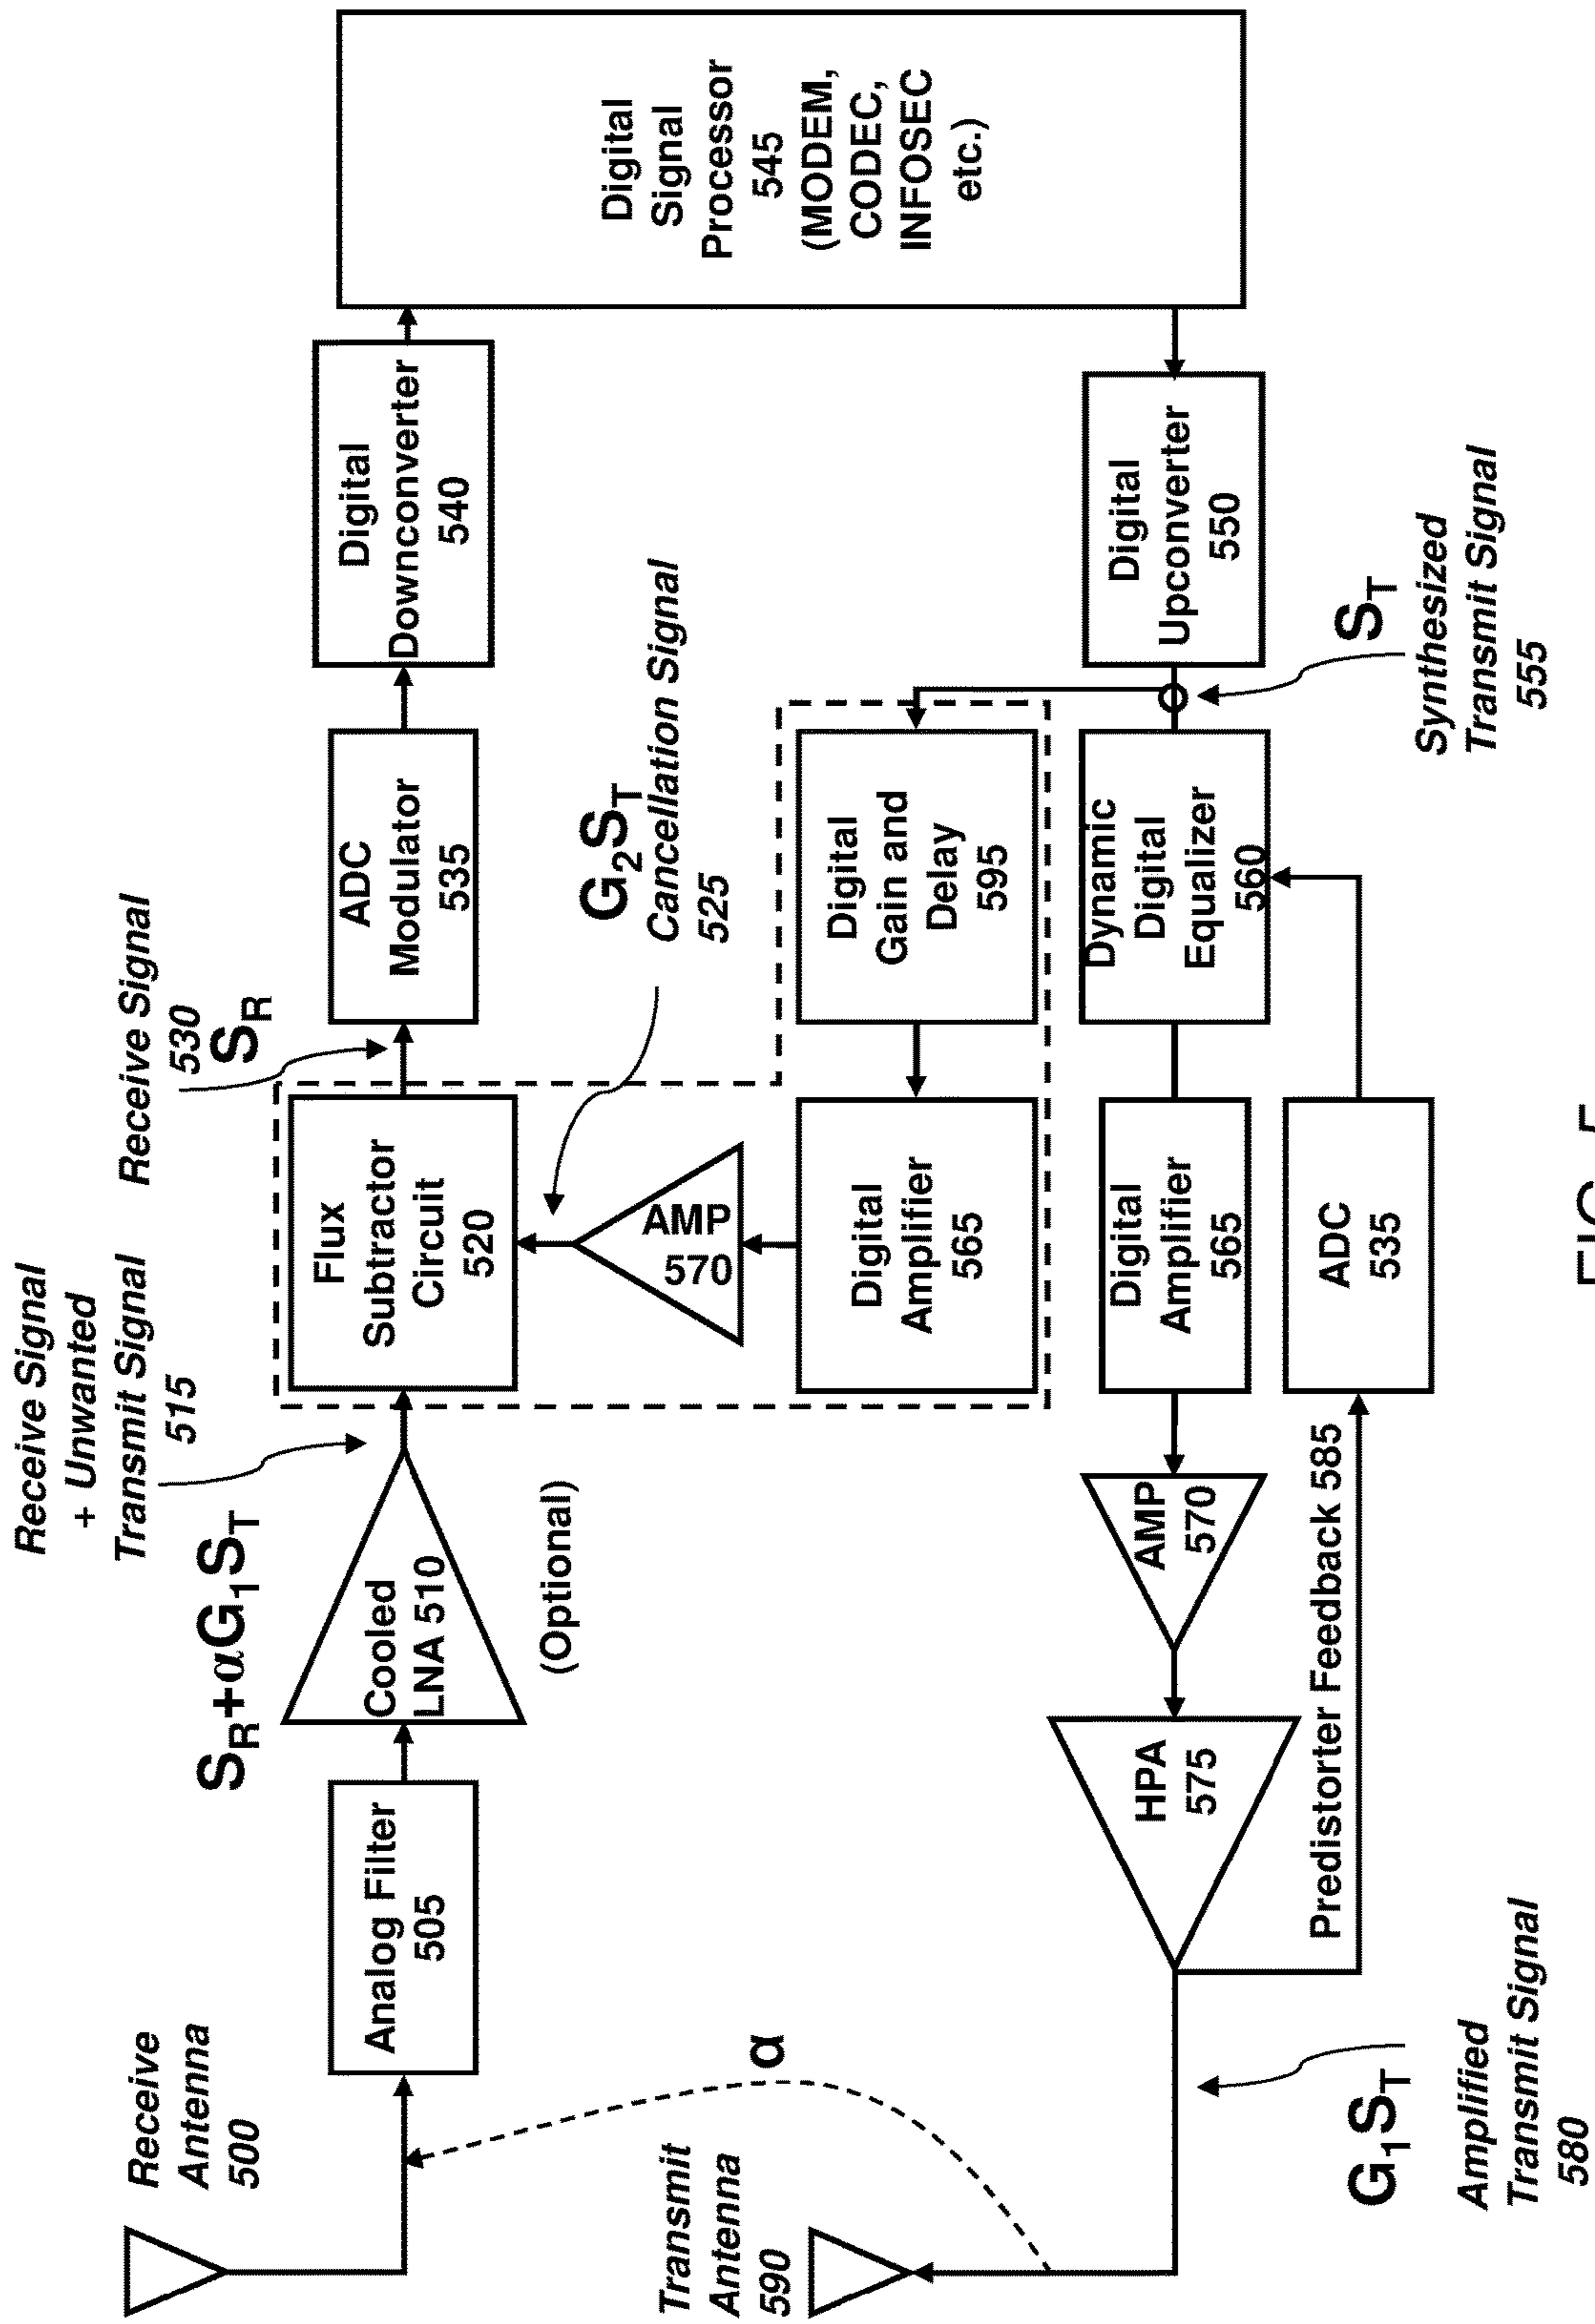 Receive
Antenna
500
Analog Filter
505
S_R+αG_1S_T
Cooled
LNA 510
(Optional)
Receive Signal
+ Unwanted
Transmit Signal
515
Flux
Subtractor
Circuit
520
Receive Signal
530
S_R
ADC
Modulator
535
Digital
Downconverter
540
Digital
Signal
Processor
545
(MODEM,
CODEC,
INFOSEC
etc.)
G_2S_T
Cancellation Signal
525
AMP
570
Digital
Amplifier
565
Digital
Gain and
Delay
595
Transmit
Antenna
590
α
HPA
575
AMP
570
Digital
Amplifier
565
Dynamic
Digital
Equalizer
560
Digital
Upconverter
550
S_T
Synthesized
Transmit Signal
555
Predistorter Feedback 585
ADC
535
G_1S_T
Amplified
Transmit Signal
580